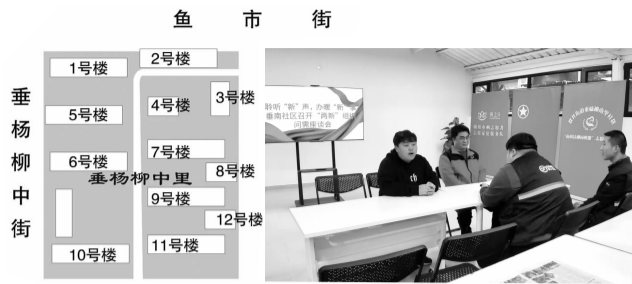 鱼市街
2号楼
1号楼
垂杨柳中街
3号楼
4号楼
5号楼
7号楼
6号楼
8号楼
垂杨柳中里
9号楼
12号楼
11号楼
10号楼
聆听“新”声，办暖“新”
垂南社区召开“两新”组织
问需座谈会